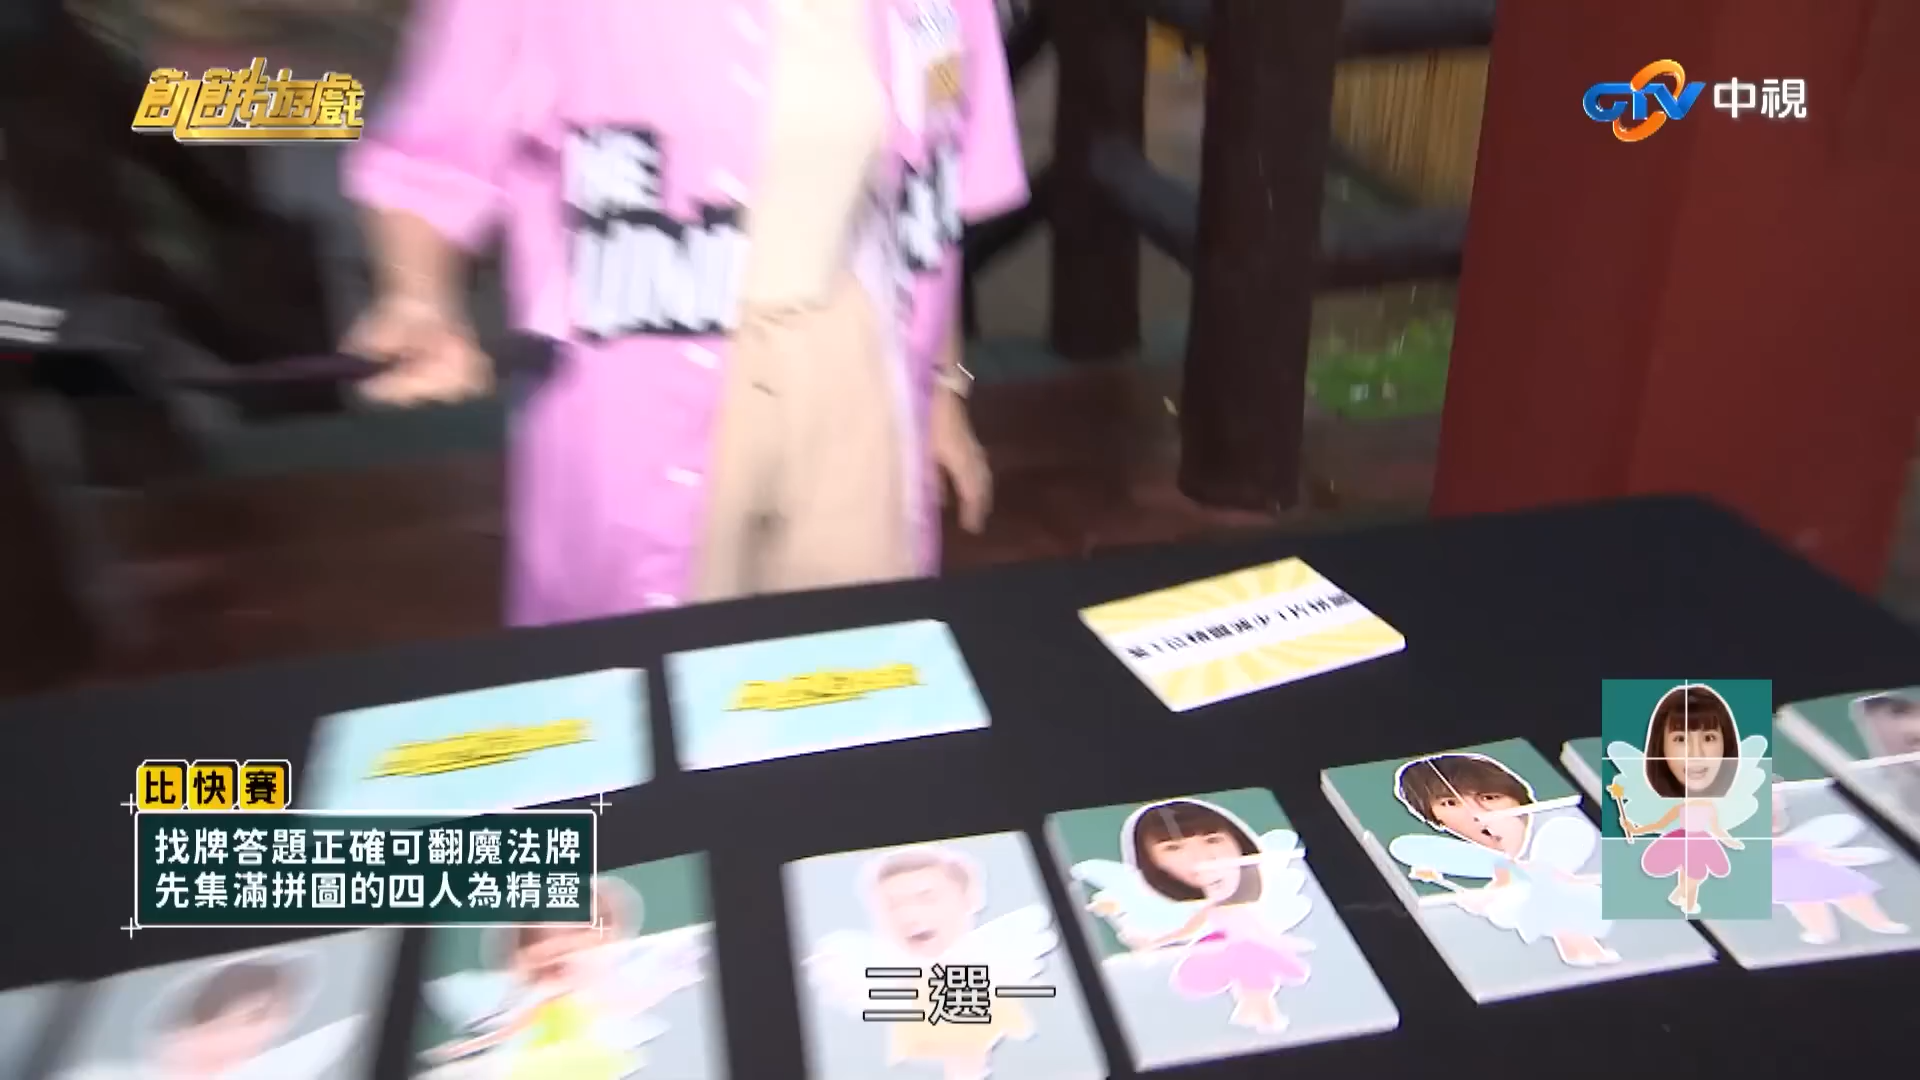 飢餓遊戲
CTV 中視
比快賽
找牌答題正確可翻魔法牌
先集滿拼圖的四人為精靈
三選一